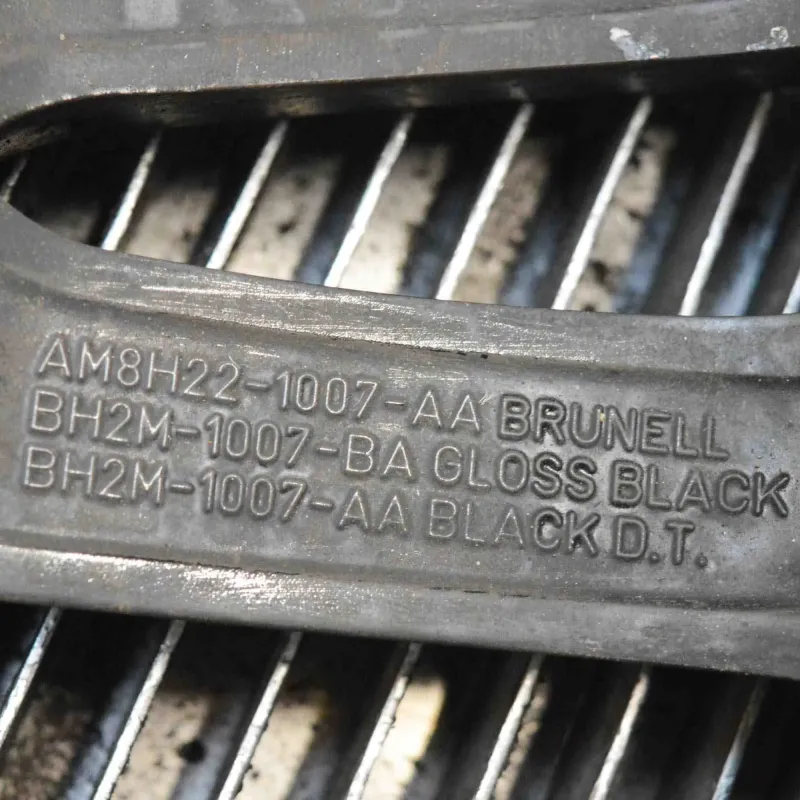 AM8H22-1007-AA BRUNELL
BH2M-1007-BA GLOSS BLACK
BH2M-1007-AA BLACK D.T.